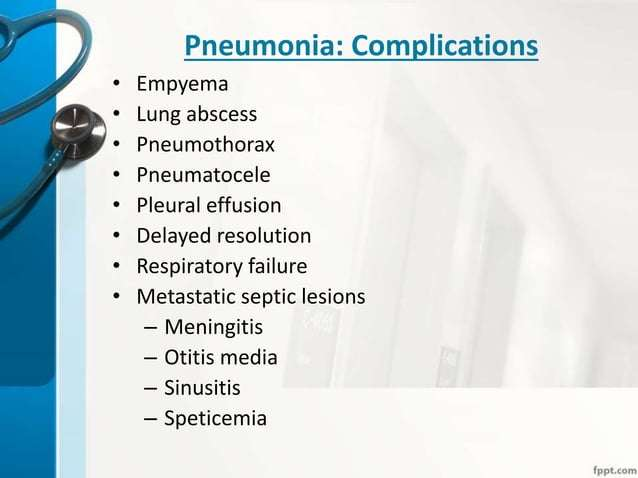 Pneumonia: Complications
• Empyema
• Lung abscess
• Pneumothorax
• Pneumatocele
• Pleural effusion
• Delayed resolution
• Respiratory failure
• Metastatic septic lesions
– Meningitis
– Otitis media
– Sinusitis
– Speticemia
fppt.com